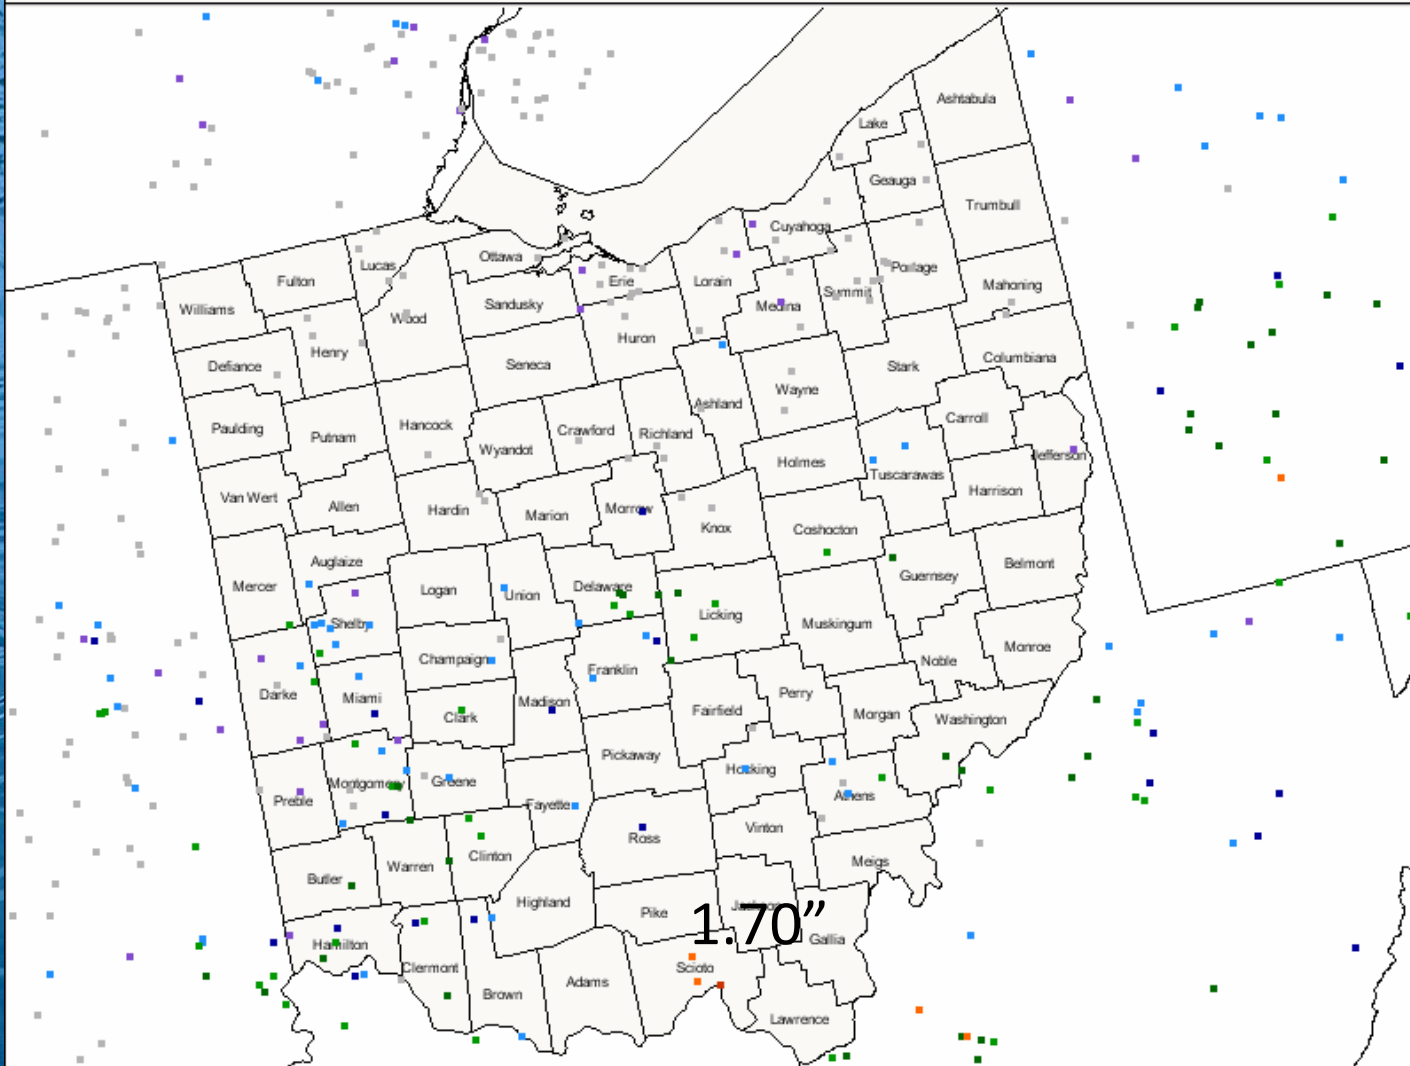 Ashtabula
Lake
Geauga
Trumbull
Cuyahoga
Ottawa
Lucas
Fulton
Erie
Lorain
Portage
Mahoning
Williams
Sandusky
Medina
Summit
Wood
Henry
Huron
Defiance
Seneca
Columbiana
Stark
Wayne
Ashland
Carroll
Paulding
Putnam
Hancock
Crawford
Richland
Wyandot
Jefferson
Holmes
Tuscarawas
Harrison
Van Wert
Allen
Hardin
Marion
Morrow
Knox
Coshocton
Auglaize
Belmont
Mercer
Logan
Union
Delaware
Guernsey
Licking
Muskingum
Shelby
Monroe
Champaign
Franklin
Noble
Darke
Miami
Clark
Madison
Fairfield
Perry
Morgan
Washington
Pickaway
Hocking
Montgomery
Greene
Preble
Fayette
Athens
Ross
Vinton
Clinton
Warren
Meigs
Butler
Highland
Pike
Jackson
1.70”
Gallia
Hamilton
Clermont
Scioto
Brown
Adams
Lawrence